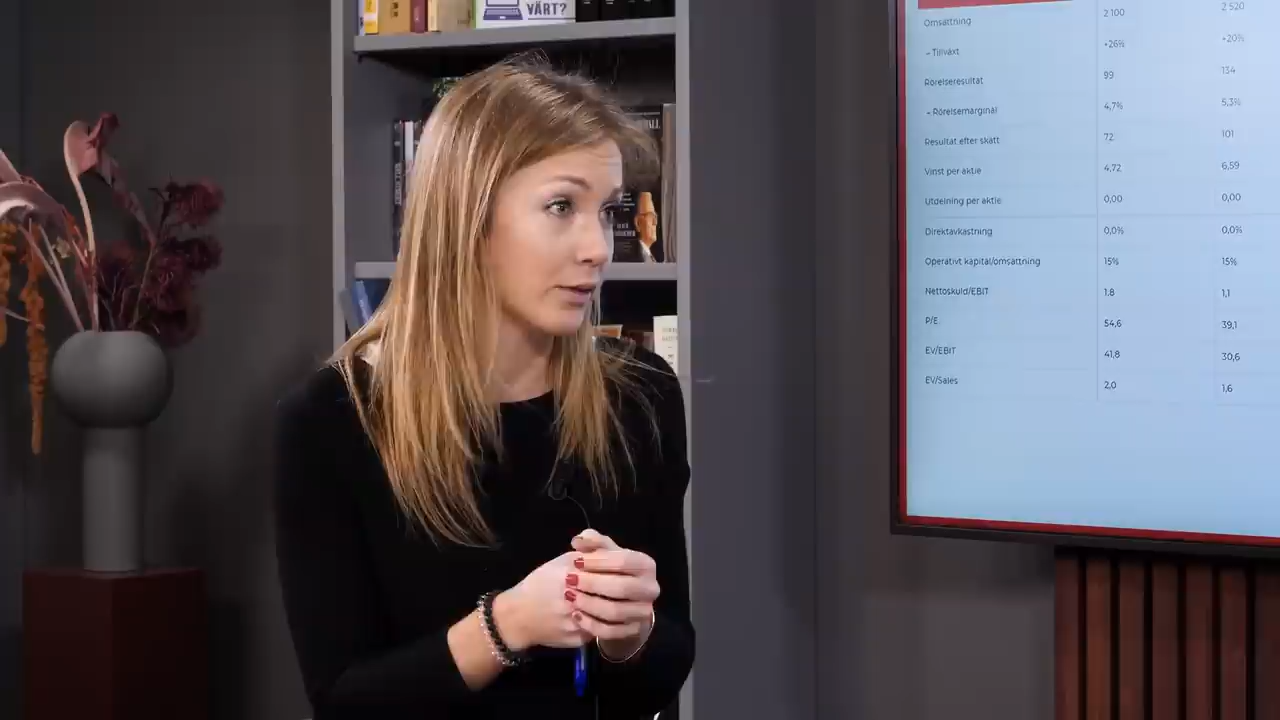 VÄRT?
Omsättning 2 100 2 520
- Tillväxt +26% +20%
Rörelseresultat 99 134
- Rörelsemarginal 4,7% 5,3%
Resultat efter skatt 72 101
Vinst per aktie 4,72 6,59
Utdelning per aktie 0,00 0,00
Direktavkastning 0,0% 0,0%
Operativt kapital/omsättning 15% 15%
Nettoskuld/EBIT 1,8 1,1
P/E 54,6 39,1
EV/EBIT 41,8 30,6
EV/Sales 2,0 1,6